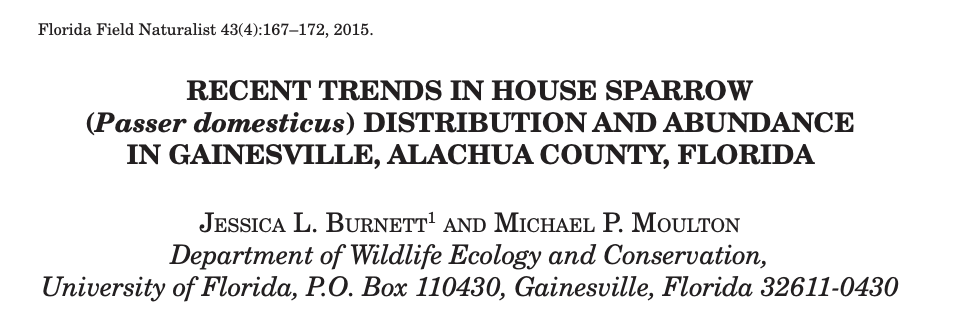 Florida Field Naturalist 43(4):167–172, 2015.
RECENT TRENDS IN HOUSE SPARROW
(Passer domesticus) DISTRIBUTION AND ABUNDANCE
IN GAINESVILLE, ALACHUA COUNTY, FLORIDA
Jessica L. Burnett¹ and Michael P. Moulton
Department of Wildlife Ecology and Conservation,
University of Florida, P.O. Box 110430, Gainesville, Florida 32611-0430